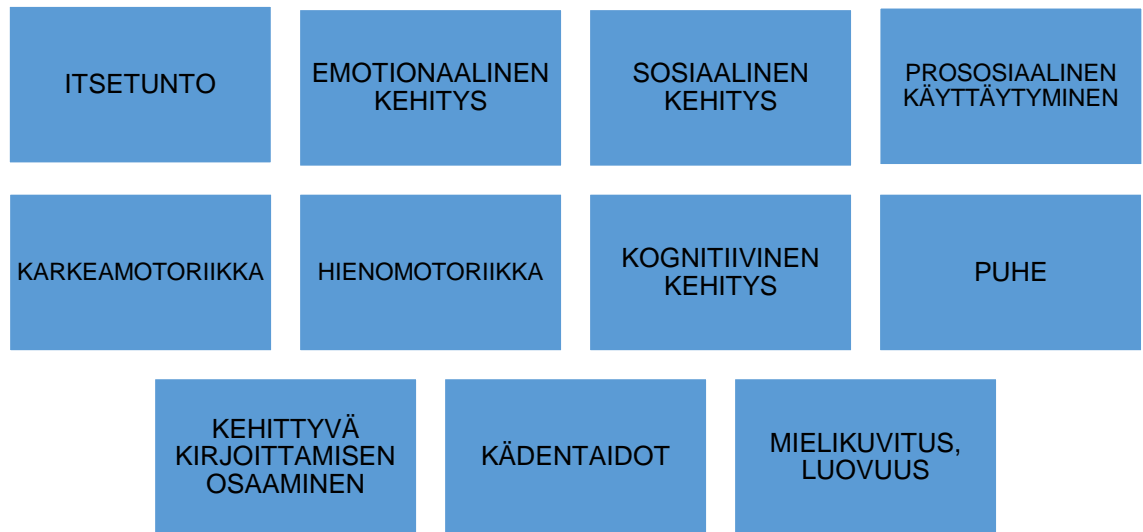 ITSETUNTO
EMOTIONAALINEN
KEHITYS
SOSIAALINEN
KEHITYS
PROSOSIAALINEN
KÄYTTÄYTYMINEN
KARKEAMOTORIIKKA
HIENOMOTORIIKKA
KOGNITIIVINEN
KEHITYS
PUHE
KEHITTYVÄ
KIRJOITTAMISEN
OSAAMINEN
KÄDENTAIDOT
MIELIKUVITUS,
LUOVUUS